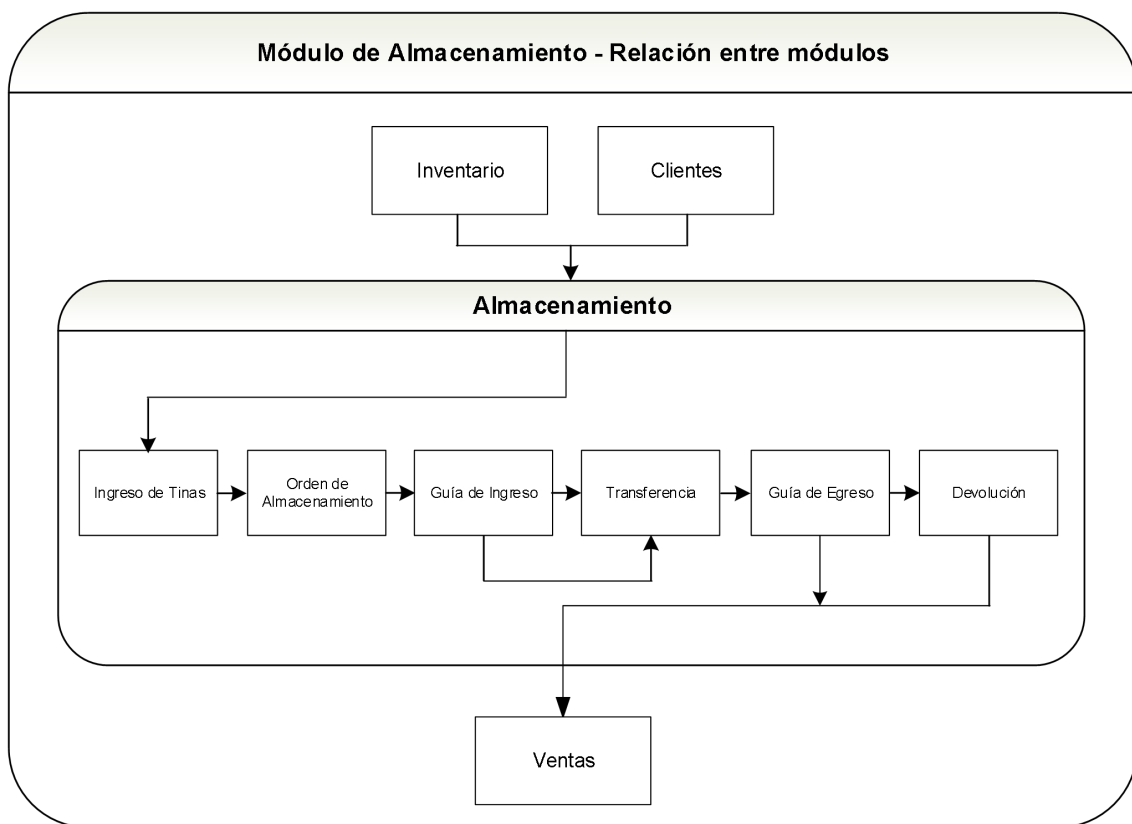 Módulo de Almacenamiento - Relación entre módulos
Inventario
Clientes
Almacenamiento
Ingreso de Tinas
Orden de
Almacenamiento
Guía de Ingreso
Transferencia
Guía de Egreso
Devolución
Ventas